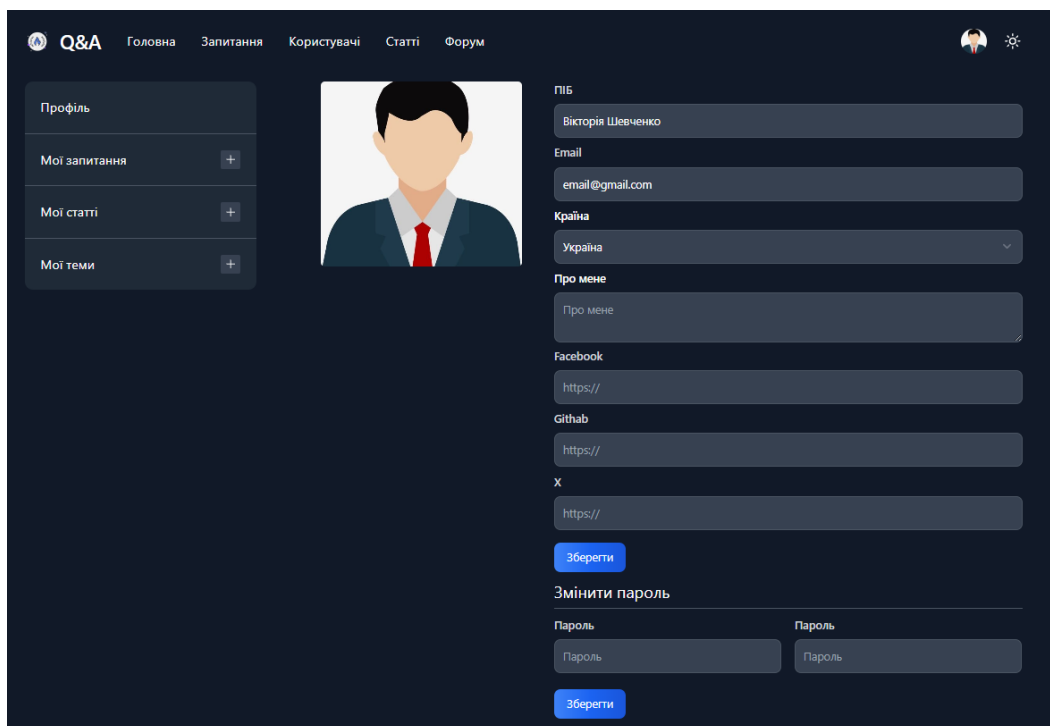 Q&A Головна Запитання Користувачі Статті Форум
Профіль
Мої запитання +
Мої статті +
Мої теми +
ПІБ
Вікторія Шевченко
Email
email@gmail.com
Країна
Україна
Про мене
Про мене
Facebook
https://
Githab
https://
X
https://
Зберегти
Змінити пароль
Пароль Пароль
Пароль Пароль
Зберегти